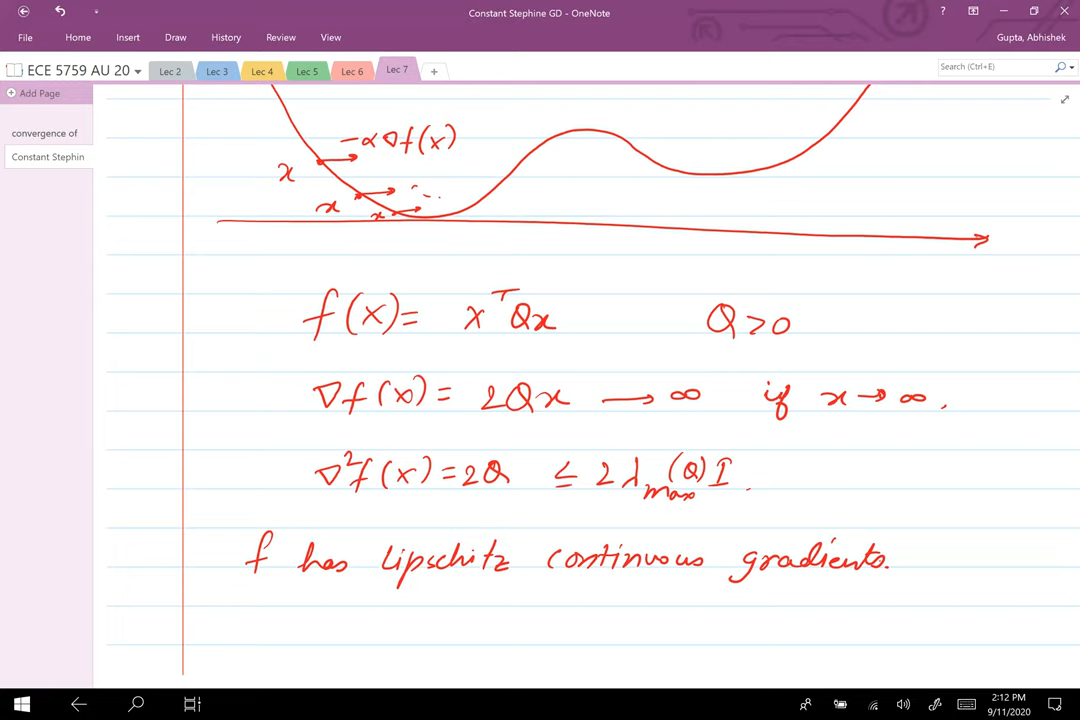 Constant Stephine GD - OneNote
File Home Insert Draw History Review View
Gupta, Abhishek
ECE 5759 AU 20
Lec 2 Lec 3 Lec 4 Lec 5 Lec 6 Lec 7
Search (Ctrl+E)
Add Page
convergence of
Constant Stephin
-α∇f(x)
x
x
x
f(x)= x^T Qx Q>0
∇f(x)= 2Qx → ∞ if x → ∞.
∇²f(x)=2Q ≤ 2λ_max(Q)I.
f has Lipschitz continuous gradients.
2:12 PM
9/11/2020